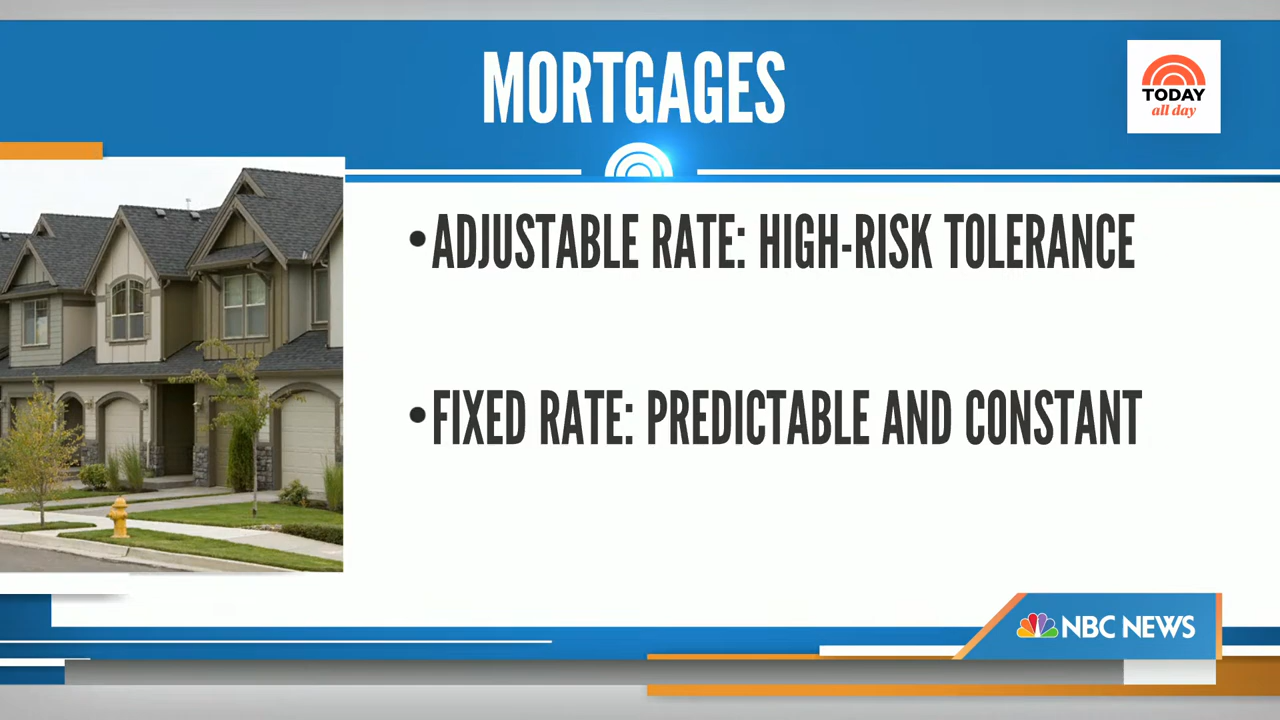 MORTGAGES
TODAY
all day
•ADJUSTABLE RATE: HIGH-RISK TOLERANCE
•FIXED RATE: PREDICTABLE AND CONSTANT
NBC NEWS